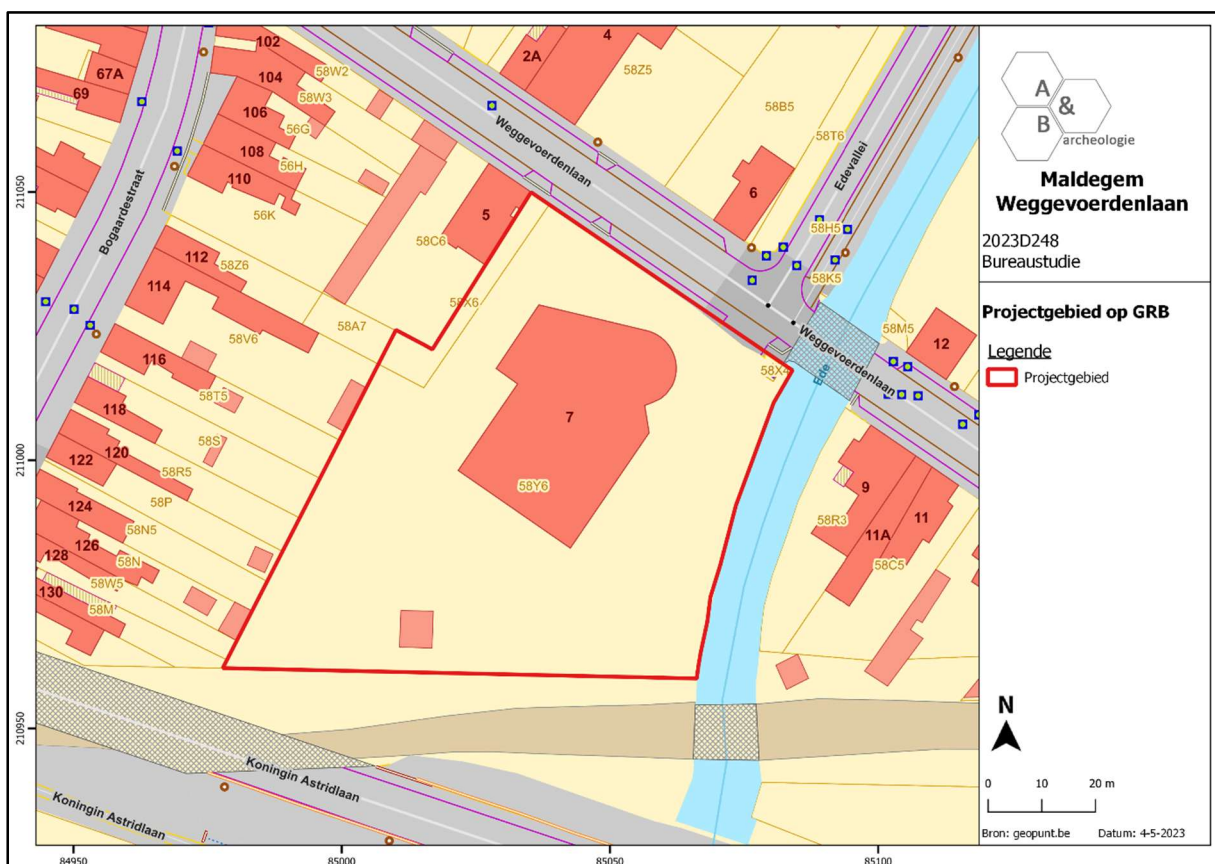 67A
69
102
104
106
108
110
58W2
58W3
56G
56H
56K
2A
4
58Z5
58B5
58T6
6
5
58C6
Weggevoerdenlaan
Edevallei
Bogaardestraat
58H5
58K5
112
114
58Z6
58V6
58A7
58X6
58X4
Ede
Weggevoerdenlaan
58M5
12
116
118
120
122
124
126
128
130
58T5
58S
58R5
58P
58N5
58N
58W5
58M
7
58Y6
9
11A
11
58R3
58C5
Koningin Astridlaan
Koningin Astridlaan
211050
211000
210950
84950
85000
85050
85100
A
&
B
archeologie
Maldegem
Weggevoerdenlaan
2023D248
Bureaustudie
Projectgebied op GRB
Legende
Projectgebied
N
0 10 20 m
Bron: geopunt.be Datum: 4-5-2023